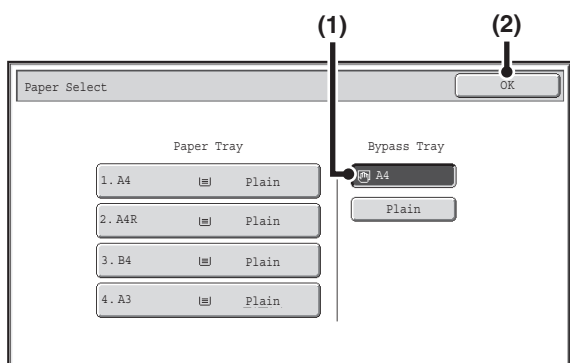 (1) (2)
Paper Select OK
Paper Tray Bypass Tray
1. A4 Plain A4
2. A4R Plain Plain
3. B4 Plain
4. A3 Plain